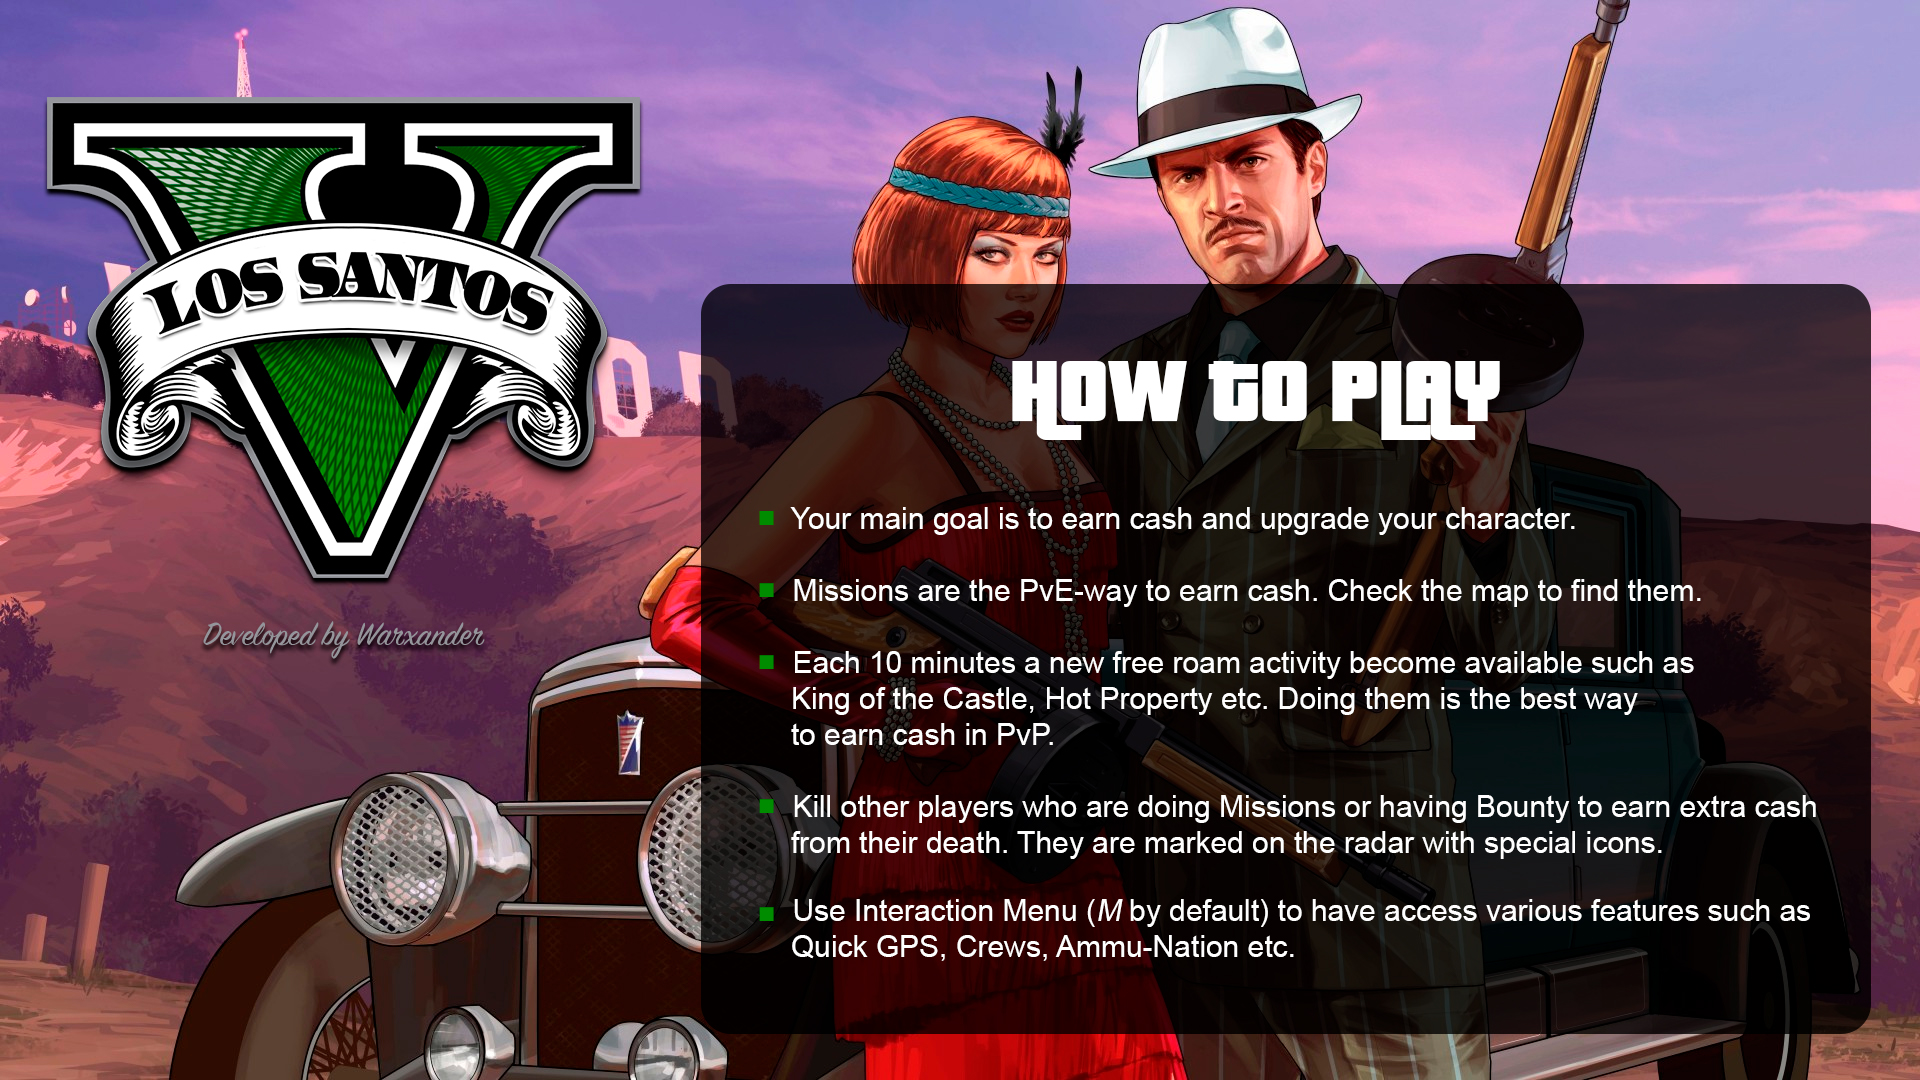 LOS SANTOS
Developed by Warxander
HOW TO PLAY
Your main goal is to earn cash and upgrade your character.
Missions are the PvE-way to earn cash. Check the map to find them.
Each 10 minutes a new free roam activity become available such as
King of the Castle, Hot Property etc. Doing them is the best way
to earn cash in PvP.
Kill other players who are doing Missions or having Bounty to earn extra cash
from their death. They are marked on the radar with special icons.
Use Interaction Menu (M by default) to have access various features such as
Quick GPS, Crews, Ammu-Nation etc.